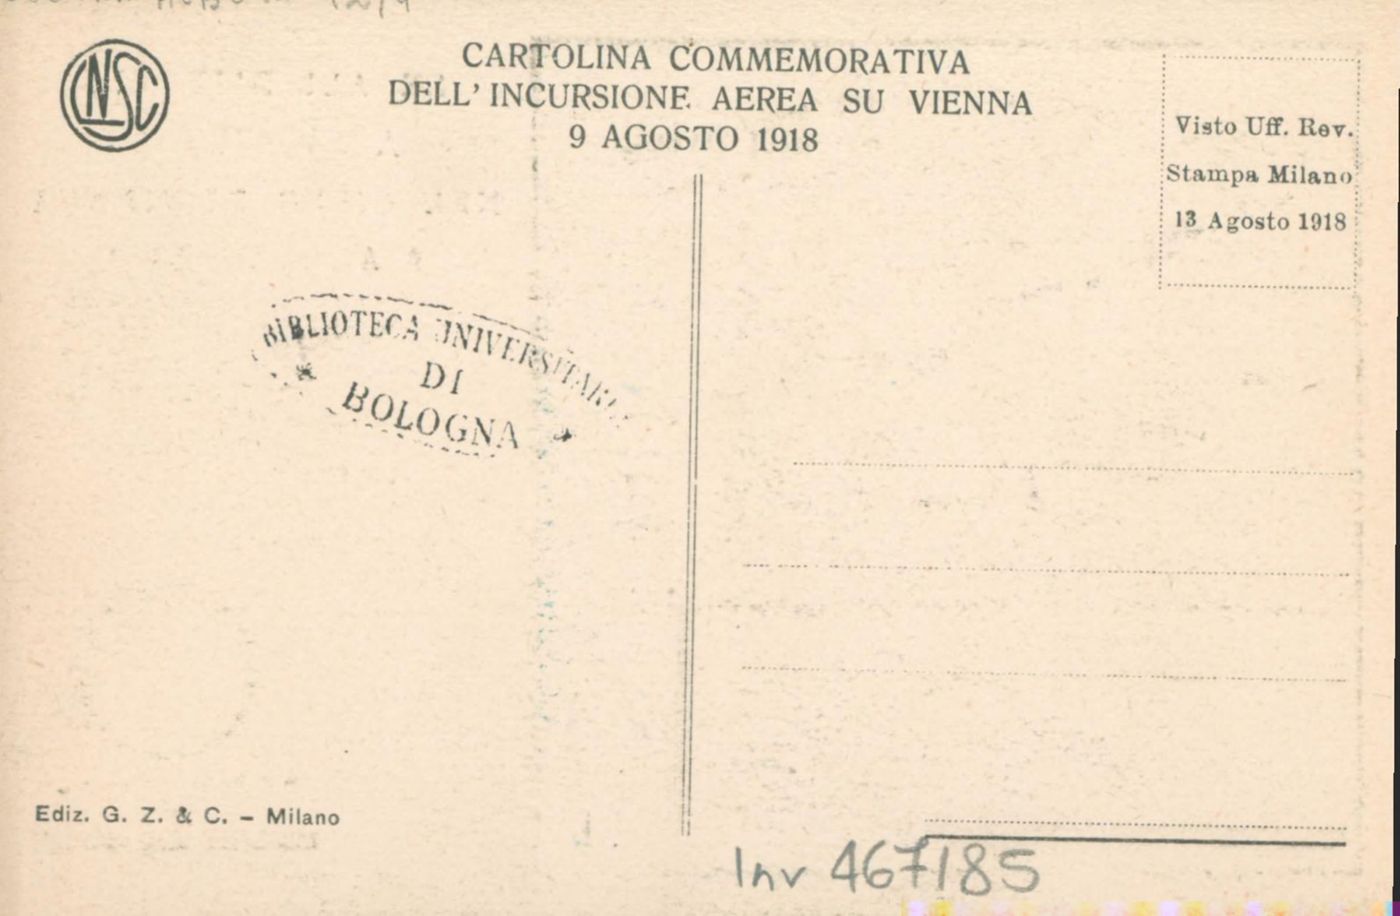 CNSC
CARTOLINA COMMEMORATIVA
DELL' INCURSIONE AEREA SU VIENNA
9 AGOSTO 1918
Visto Uff. Rev.
Stampa Milano
13 Agosto 1918
BIBLIOTECA UNIVERSITARIA
DI
BOLOGNA
Ediz. G. Z. & C. – Milano
Inv 467185